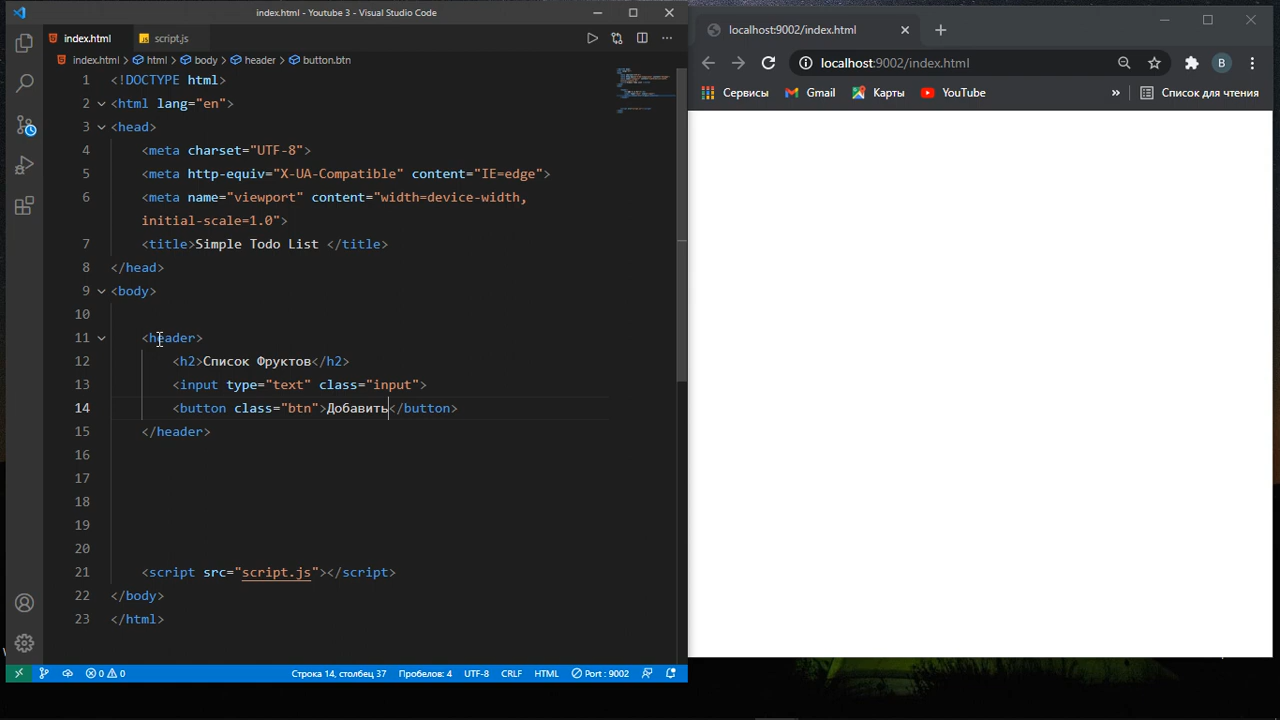 index.html - Youtube 3 - Visual Studio Code
index.html
script.js
index.html > html > body > header > button.btn
1 <!DOCTYPE html>
2 <html lang="en">
3 <head>
4 <meta charset="UTF-8">
5 <meta http-equiv="X-UA-Compatible" content="IE=edge">
6 <meta name="viewport" content="width=device-width,
initial-scale=1.0">
7 <title>Simple Todo List </title>
8 </head>
9 <body>
10
11 <header>
12 <h2>Список Фруктов</h2>
13 <input type="text" class="input">
14 <button class="btn">Добавить</button>
15 </header>
16
17
18
19
20
21 <script src="script.js"></script>
22 </body>
23 </html>
0 0 Строка 14, столбец 37 Пробелов: 4 UTF-8 CRLF HTML Port : 9002
localhost:9002/index.html
localhost:9002/index.html
B
Сервисы Gmail Карты YouTube » Список для чтения